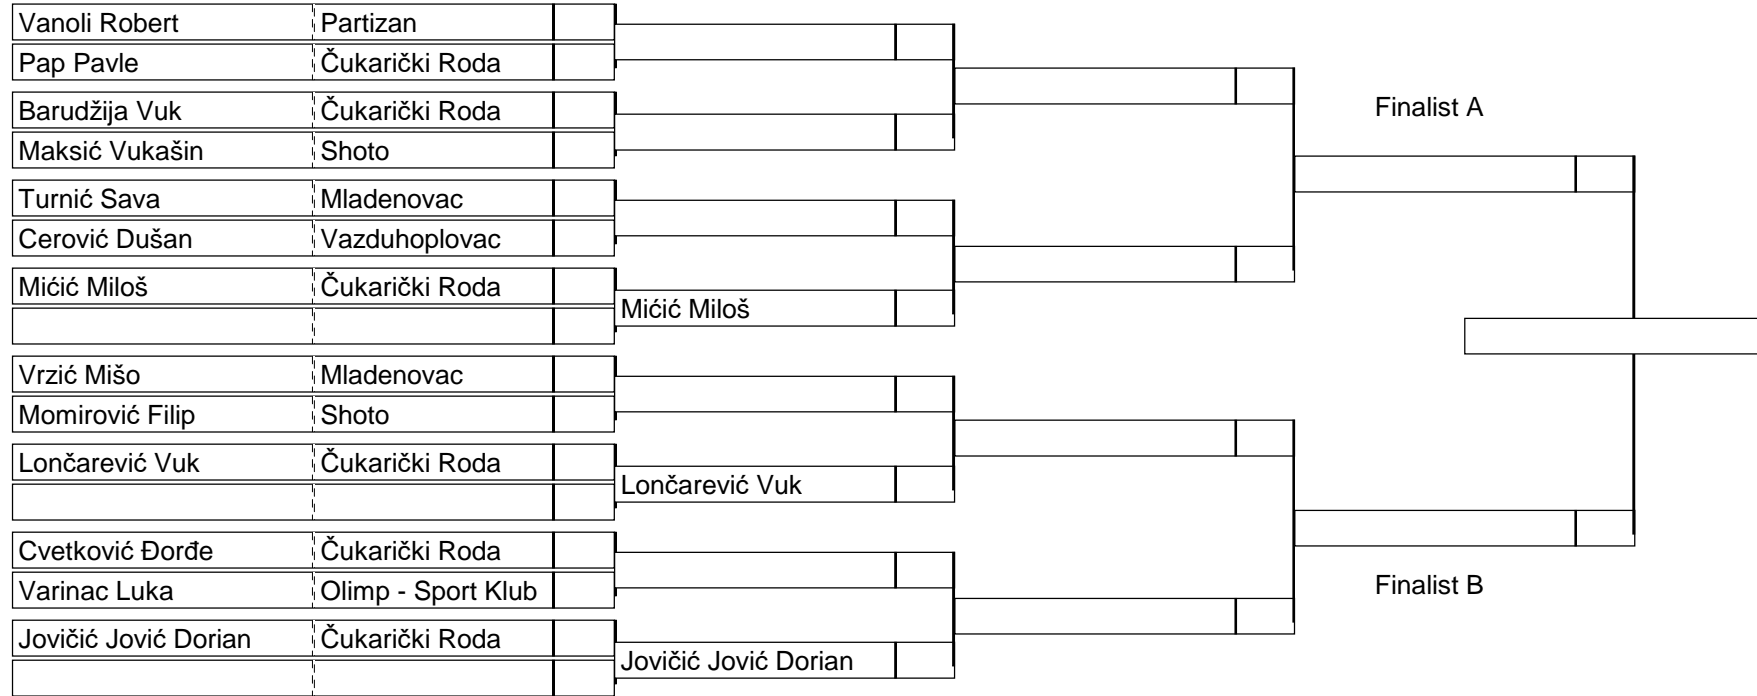 Vanoli Robert Partizan
Pap Pavle Čukarički Roda
Barudžija Vuk Čukarički Roda
Maksić Vukašin Shoto
Turnić Sava Mladenovac
Cerović Dušan Vazduhoplovac
Mićić Miloš Čukarički Roda
Mićić Miloš
Vrzić Mišo Mladenovac
Momirović Filip Shoto
Lončarević Vuk Čukarički Roda
Lončarević Vuk
Cvetković Đorđe Čukarički Roda
Varinac Luka Olimp - Sport Klub
Jovičić Jović Dorian Čukarički Roda
Jovičić Jović Dorian
Finalist A
Finalist B